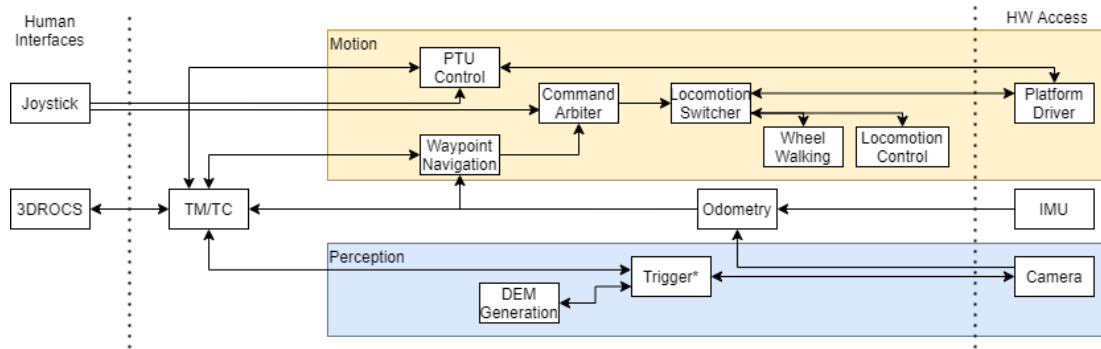 Human
Interfaces
HW Access
Motion
PTU
Control
Joystick
Command
Arbiter
Locomotion
Switcher
Platform
Driver
Wheel
Walking
Locomotion
Control
Waypoint
Navigation
3DROCS
TM/TC
Odometry
IMU
Perception
Trigger*
Camera
DEM
Generation